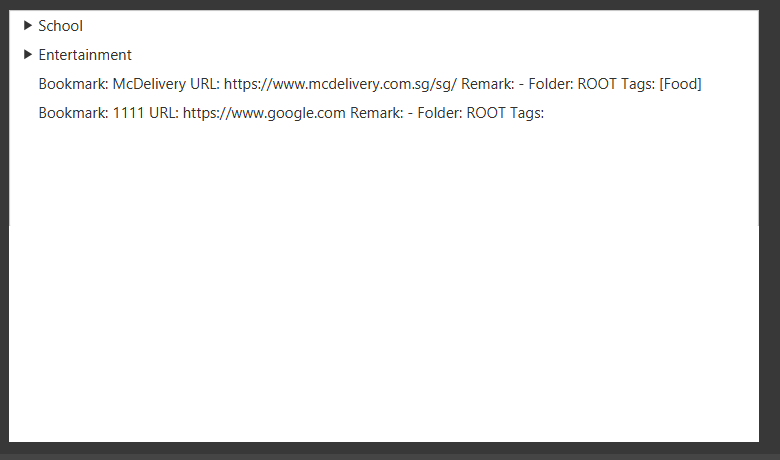 School
Entertainment
Bookmark: McDelivery URL: https://www.mcdelivery.com.sg/sg/ Remark: - Folder: ROOT Tags: [Food]
Bookmark: 1111 URL: https://www.google.com Remark: - Folder: ROOT Tags: